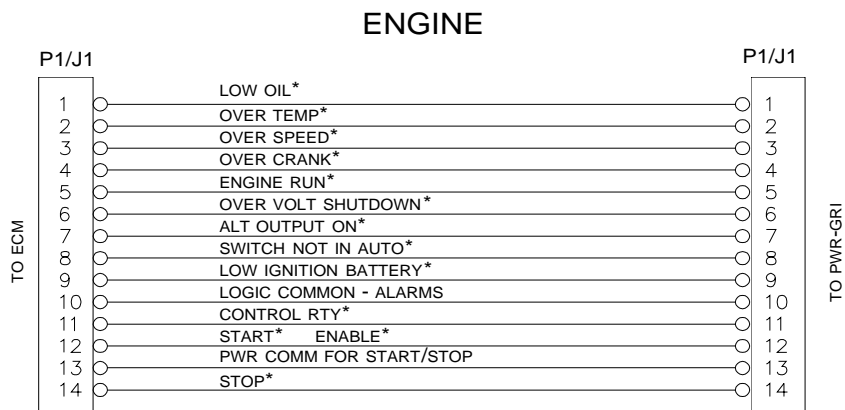 ENGINE
P1/J1 P1/J1
LOW OIL*
1 1
OVER TEMP*
2 2
OVER SPEED*
3 3
OVER CRANK*
4 4
ENGINE RUN*
5 5
OVER VOLT SHUTDOWN*
6 6
ALT OUTPUT ON*
7 7
SWITCH NOT IN AUTO*
8 8
LOW IGNITION BATTERY*
9 9
LOGIC COMMON - ALARMS
10 10
CONTROL RTY*
11 11
START* ENABLE*
12 12
PWR COMM FOR START/STOP
13 13
STOP*
14 14
TO ECM
TO PWR-GRI